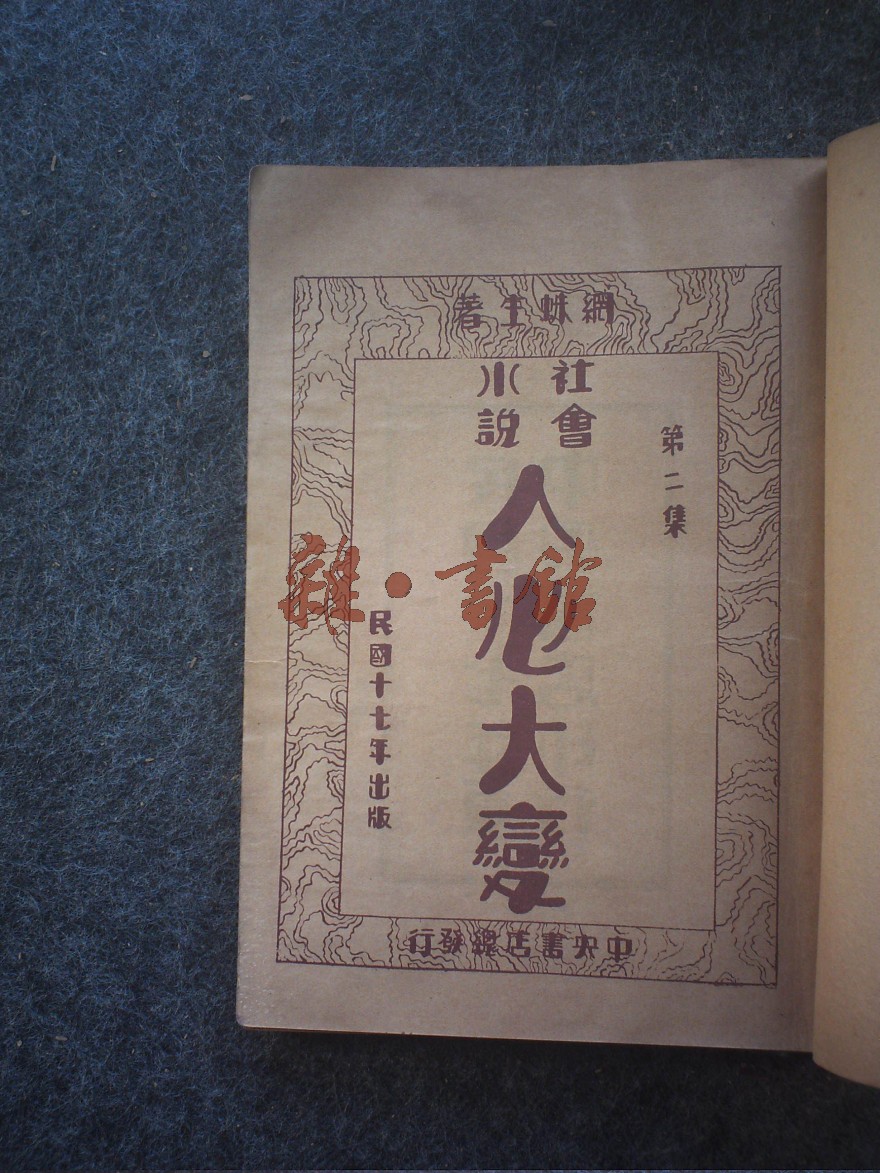 網蛛生著
社會
小說
第二集
人心大變
民國十七年出版
中央書店總發行
雜·書館